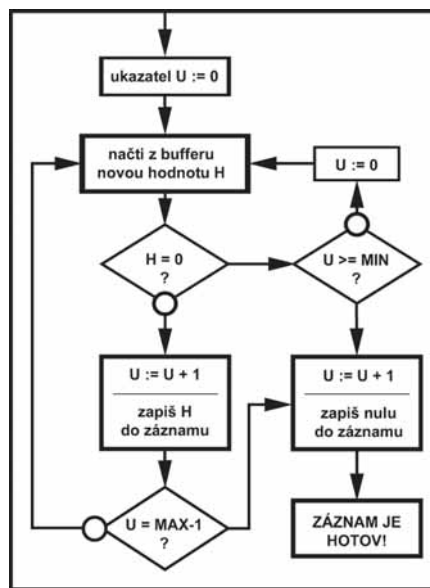 ukazatel U := 0
načti z bufferu
novou hodnotu H
U := 0
H = 0
?
U >= MIN
?
U := U + 1
zapiš H
do záznamu
U := U + 1
zapiš nulu
do záznamu
U = MAX-1
?
ZÁZNAM JE
HOTOV!